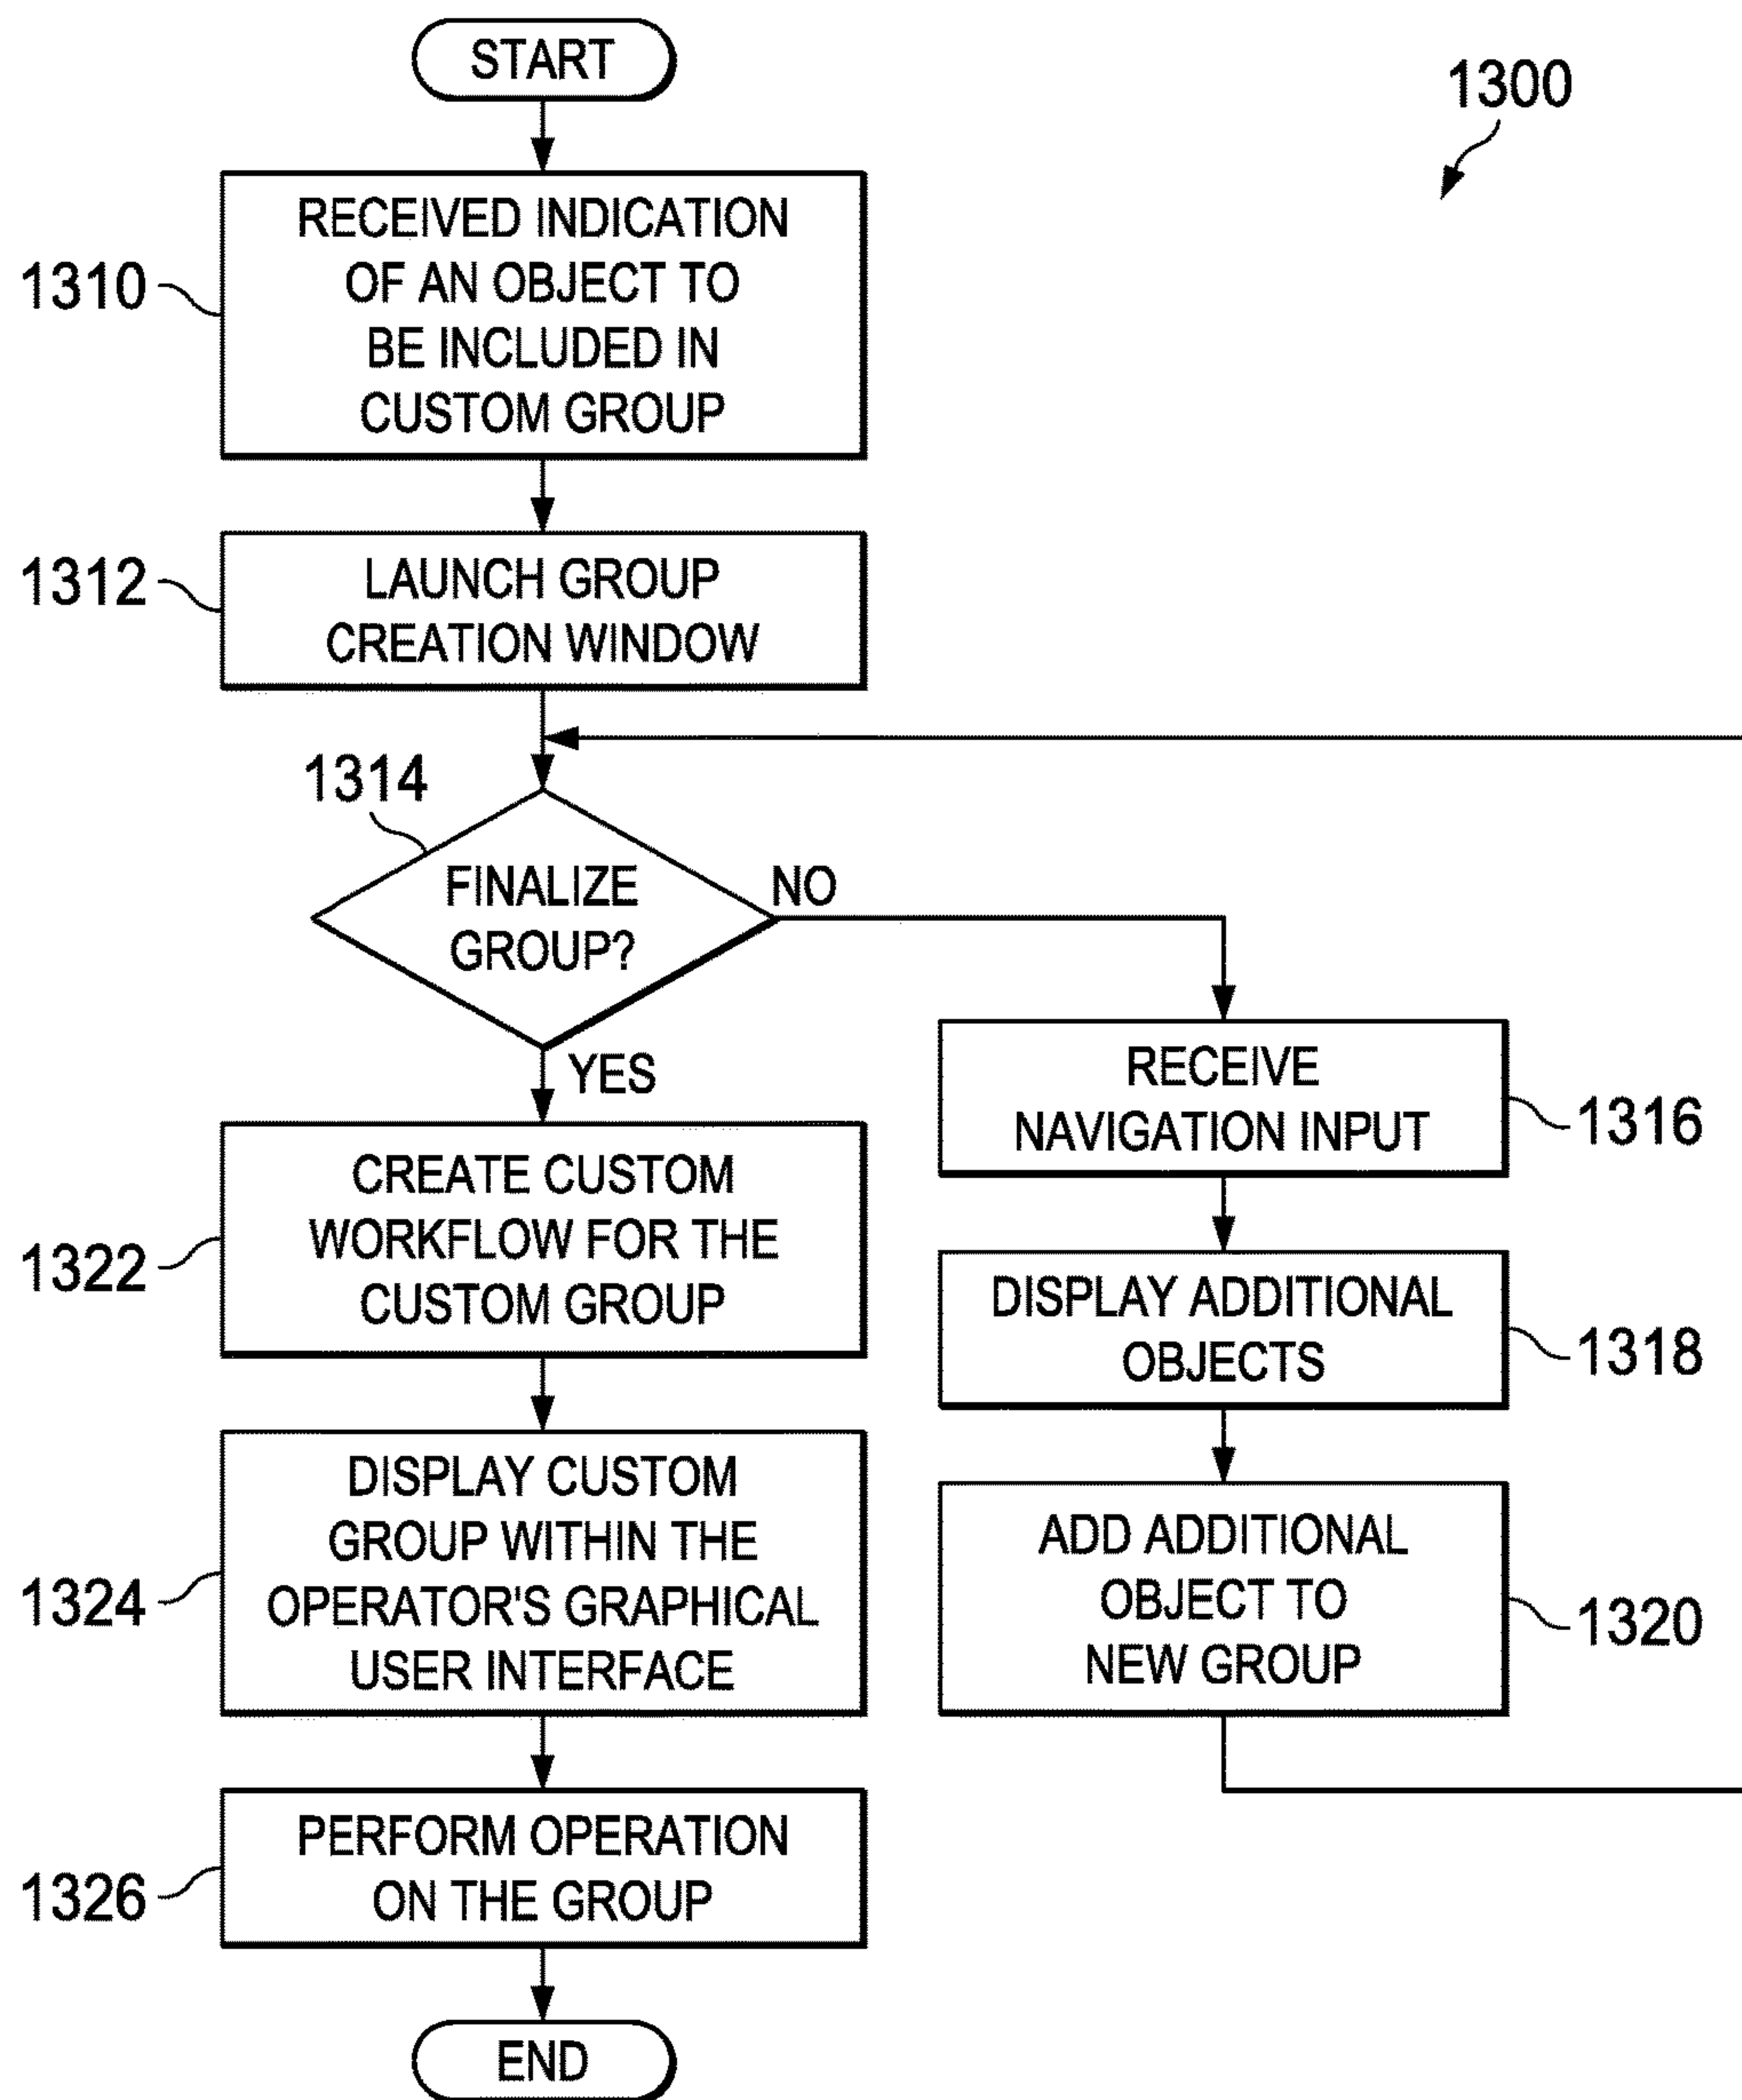 START
1300
1310
RECEIVED INDICATION
OF AN OBJECT TO
BE INCLUDED IN
CUSTOM GROUP
1312
LAUNCH GROUP
CREATION WINDOW
1314
FINALIZE
GROUP?
NO
YES
RECEIVE
NAVIGATION INPUT
1316
1322
CREATE CUSTOM
WORKFLOW FOR THE
CUSTOM GROUP
DISPLAY ADDITIONAL
OBJECTS
1318
1324
DISPLAY CUSTOM
GROUP WITHIN THE
OPERATOR'S GRAPHICAL
USER INTERFACE
ADD ADDITIONAL
OBJECT TO
NEW GROUP
1320
1326
PERFORM OPERATION
ON THE GROUP
END